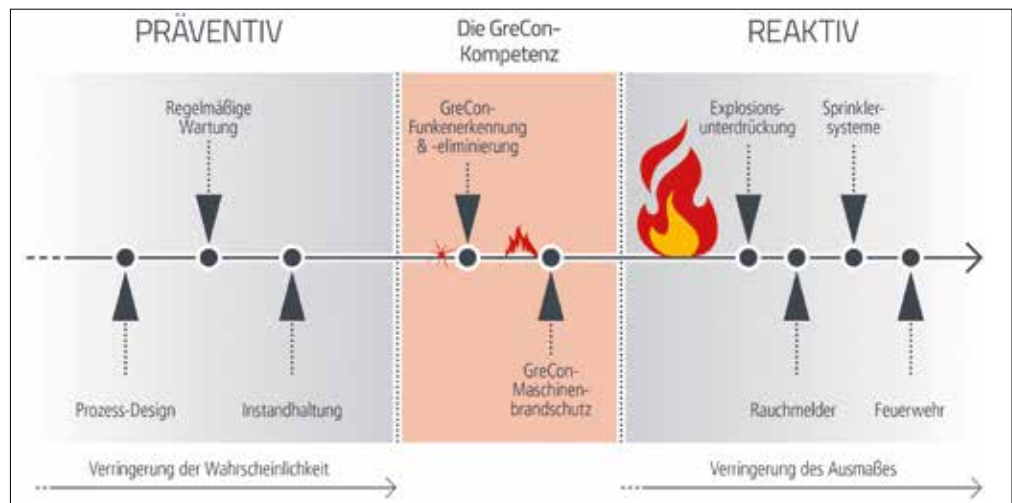 PRÄVENTIV
Die GreCon-
Kompetenz
REAKTIV
Regelmäßige
Wartung
GreCon-
Funkenerkennung
& -eliminierung
Explosions-
unterdrückung
Sprinkler-
systeme
Prozess-Design
Instandhaltung
GreCon-
Maschinen-
brandschutz
Rauchmelder
Feuerwehr
Verringerung der Wahrscheinlichkeit
Verringerung des Ausmaßes